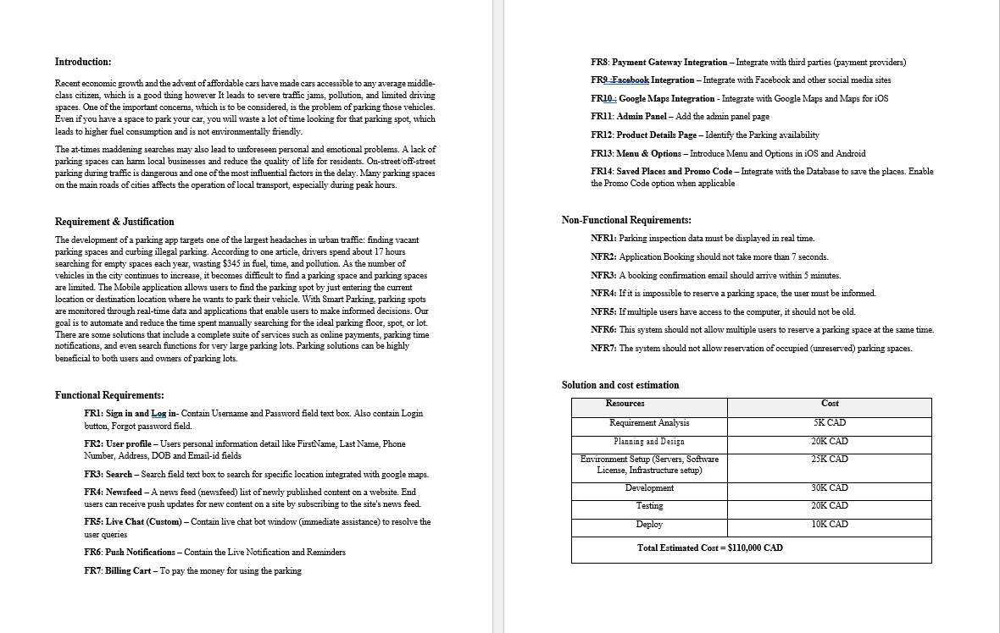 Introduction:
Recent economic growth and the advent of affordable cars have made cars accessible to any average middle-
class citizen, which is a good thing however It leads to severe traffic jams, pollution, and limited driving
spaces. One of the important concerns, which is to be considered, is the problem of parking those vehicles.
Even if you have a space to park your car, you will waste a lot of time looking for that parking spot, which
leads to higher fuel consumption and is not environmentally friendly.
The at-times maddening searches may also lead to unforeseen personal and emotional problems. A lack of
parking spaces can harm local businesses and reduce the quality of life for residents. On-street/off-street
parking during traffic is dangerous and one of the most influential factors in the delay. Many parking spaces
on the main roads of cities affects the operation of local transport, especially during peak hours.
Requirement & Justification
The development of a parking app targets one of the largest headaches in urban traffic: finding vacant
parking spaces and curbing illegal parking. According to one article, drivers spend about 17 hours
searching for empty spaces each year, wasting $345 in fuel, time, and pollution. As the number of
vehicles in the city continues to increase, it becomes difficult to find a parking space and parking spaces
are limited. The Mobile application allows users to find the parking spot by just entering the current
location or destination location where he wants to park their vehicle. With Smart Parking, parking spots
are monitored through real-time data and applications that enable users to make informed decisions. Our
goal is to automate and reduce the time spent manually searching for the ideal parking floor, spot, or lot.
There are some solutions that include a complete suite of services such as online payments, parking time
notifications, and even search functions for very large parking lots. Parking solutions can be highly
beneficial to both users and owners of parking lots.
Functional Requirements:
FR1: Sign in and Log in- Contain Username and Password field text box. Also contain Login
button, Forgot password field.
FR2: User profile – Users personal information detail like FirstName, Last Name, Phone
Number, Address, DOB and Email-id fields
FR3: Search – Search field text box to search for specific location integrated with google maps.
FR4: Newsfeed – A news feed (newsfeed) list of newly published content on a website. End
users can receive push updates for new content on a site by subscribing to the site's news feed.
FR5: Live Chat (Custom) – Contain live chat bot window (immediate assistance) to resolve the
user queries
FR6: Push Notifications – Contain the Live Notification and Reminders
FR7: Billing Cart – To pay the money for using the parking
FR8: Payment Gateway Integration – Integrate with third parties (payment providers)
FR9 :Facebook Integration – Integrate with Facebook and other social media sites
FR10 : Google Maps Integration - Integrate with Google Maps and Maps for iOS
FR11: Admin Panel – Add the admin panel page
FR12: Product Details Page – Identify the Parking availability
FR13: Menu & Options – Introduce Menu and Options in iOS and Android
FR14: Saved Places and Promo Code – Integrate with the Database to save the places. Enable
the Promo Code option when applicable
Non-Functional Requirements:
NFR1: Parking inspection data must be displayed in real time.
NFR2: Application Booking should not take more than 7 seconds.
NFR3: A booking confirmation email should arrive within 5 minutes.
NFR4: If it is impossible to reserve a parking space, the user must be informed.
NFR5: If multiple users have access to the computer, it should not be old.
NFR6: This system should not allow multiple users to reserve a parking space at the same time.
NFR7: The system should not allow reservation of occupied (unreserved) parking spaces.
Solution and cost estimation
Resources Cost
Requirement Analysis 5K CAD
Planning and Design 20K CAD
Environment Setup (Servers, Software 25K CAD
License, Infrastructure setup)
Development 30K CAD
Testing 20K CAD
Deploy 10K CAD
Total Estimated Cost = $110,000 CAD